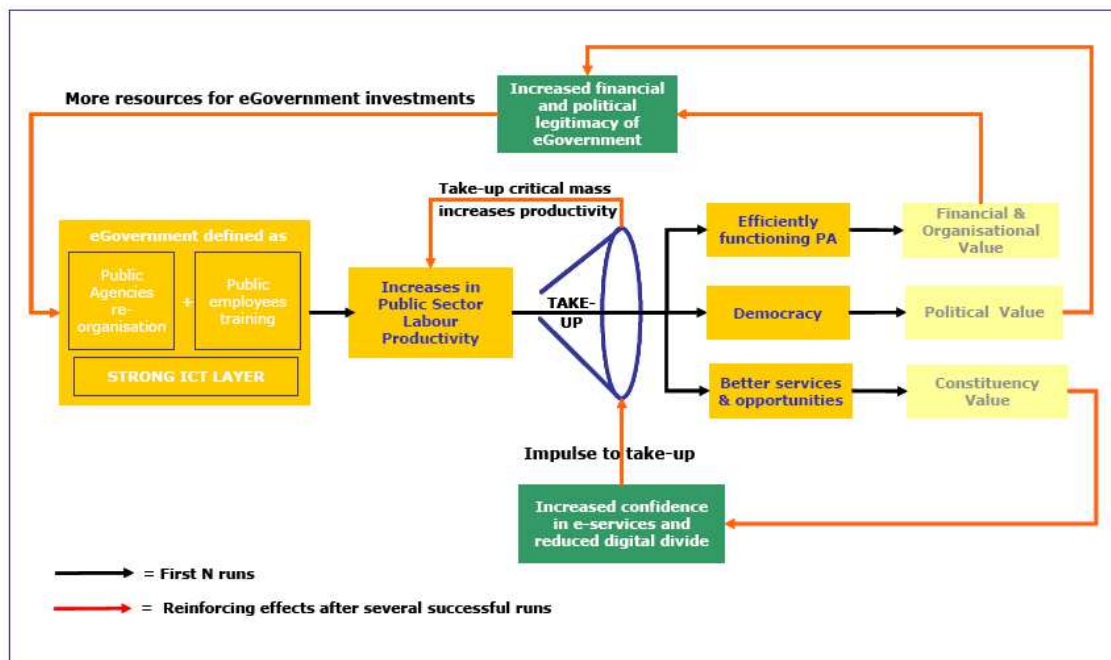 More resources for eGovernment investments
Increased financial
and political
legitimacy of
eGovernment
Take-up critical mass
increases productivity
eGovernment defined as
Public
Agencies
re-
organisation
+
Public
employees
training
STRONG ICT LAYER
Increases in
Public Sector
Labour
Productivity
TAKE-
UP
Efficiently
functioning PA
Financial &
Organisational
Value
Democracy
Political Value
Better services
& opportunities
Constituency
Value
Impulse to take-up
Increased confidence
in e-services and
reduced digital divide
= First N runs
= Reinforcing effects after several successful runs